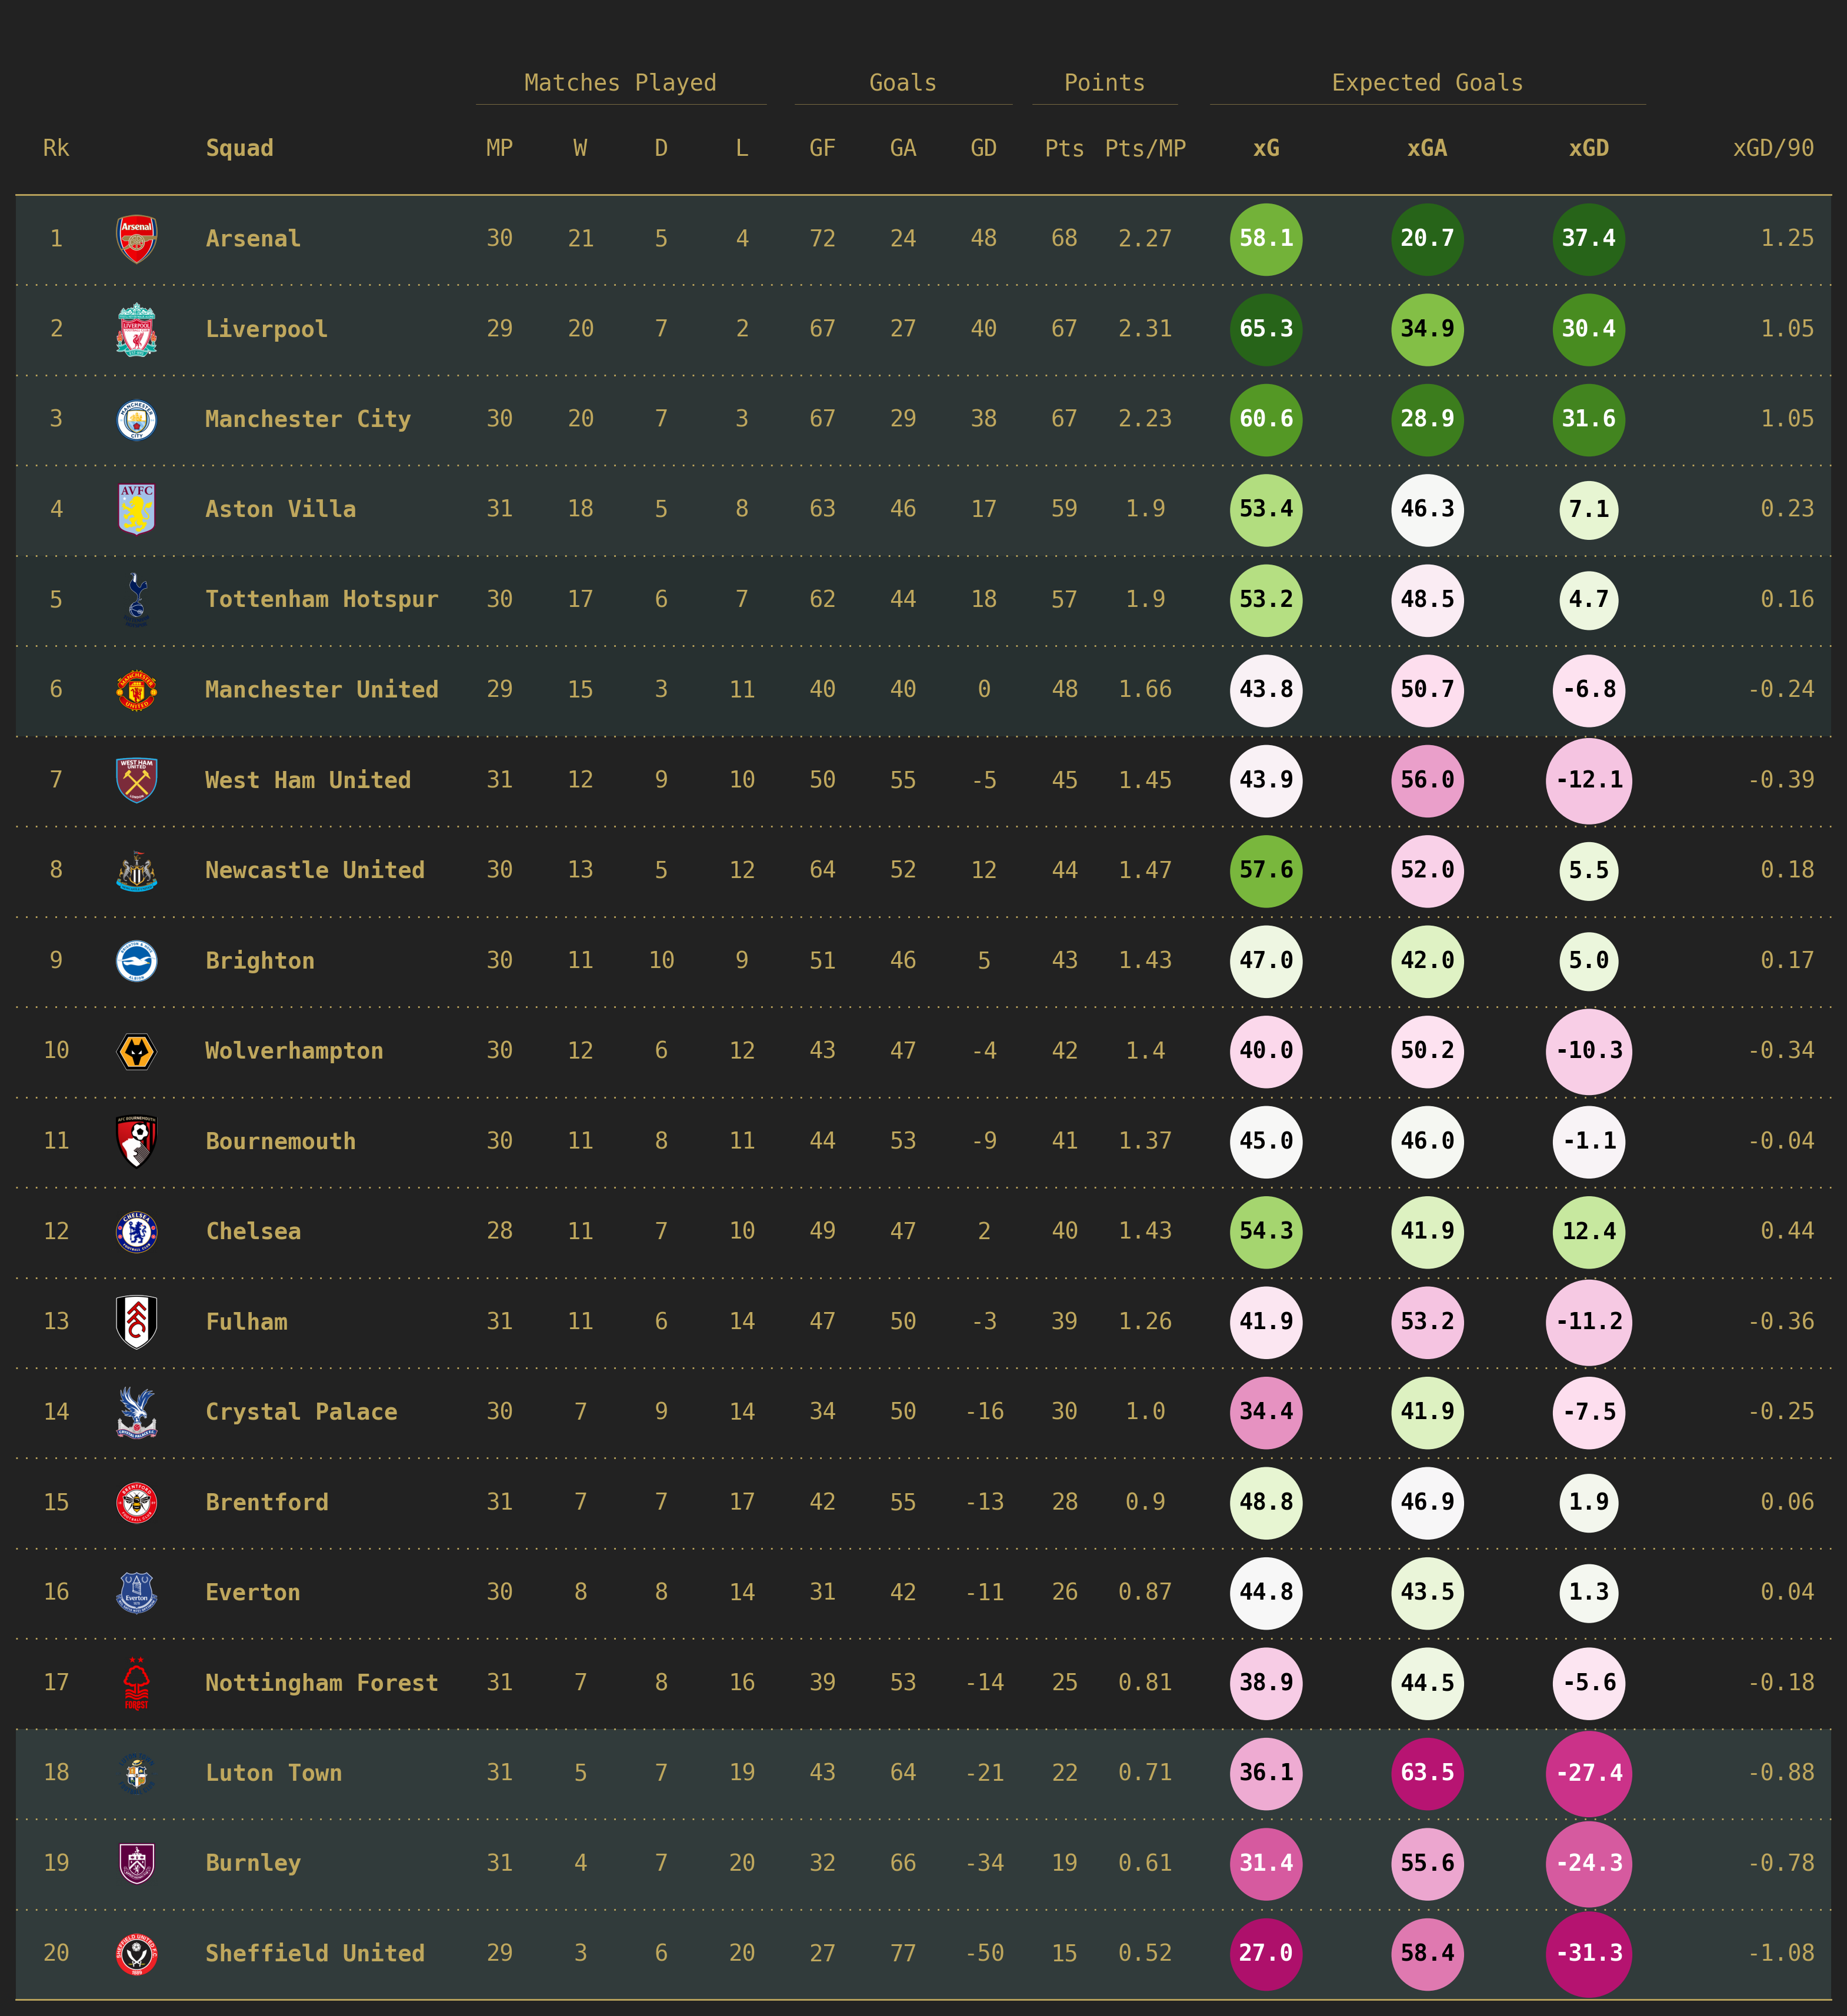 Matches Played Goals Points Expected Goals
Rk Squad MP W D L GF GA GD Pts Pts/MP xG xGA xGD xGD/90
1 Arsenal 30 21 5 4 72 24 48 68 2.27 58.1 20.7 37.4 1.25
2 Liverpool 29 20 7 2 67 27 40 67 2.31 65.3 34.9 30.4 1.05
3 Manchester City 30 20 7 3 67 29 38 67 2.23 60.6 28.9 31.6 1.05
4 Aston Villa 31 18 5 8 63 46 17 59 1.9 53.4 46.3 7.1 0.23
5 Tottenham Hotspur 30 17 6 7 62 44 18 57 1.9 53.2 48.5 4.7 0.16
6 Manchester United 29 15 3 11 40 40 0 48 1.66 43.8 50.7 -6.8 -0.24
7 West Ham United 31 12 9 10 50 55 -5 45 1.45 43.9 56.0 -12.1 -0.39
8 Newcastle United 30 13 5 12 64 52 12 44 1.47 57.6 52.0 5.5 0.18
9 Brighton 30 11 10 9 51 46 5 43 1.43 47.0 42.0 5.0 0.17
10 Wolverhampton 30 12 6 12 43 47 -4 42 1.4 40.0 50.2 -10.3 -0.34
11 Bournemouth 30 11 8 11 44 53 -9 41 1.37 45.0 46.0 -1.1 -0.04
12 Chelsea 28 11 7 10 49 47 2 40 1.43 54.3 41.9 12.4 0.44
13 Fulham 31 11 6 14 47 50 -3 39 1.26 41.9 53.2 -11.2 -0.36
14 Crystal Palace 30 7 9 14 34 50 -16 30 1.0 34.4 41.9 -7.5 -0.25
15 Brentford 31 7 7 17 42 55 -13 28 0.9 48.8 46.9 1.9 0.06
16 Everton 30 8 8 14 31 42 -11 26 0.87 44.8 43.5 1.3 0.04
17 Nottingham Forest 31 7 8 16 39 53 -14 25 0.81 38.9 44.5 -5.6 -0.18
18 Luton Town 31 5 7 19 43 64 -21 22 0.71 36.1 63.5 -27.4 -0.88
19 Burnley 31 4 7 20 32 66 -34 19 0.61 31.4 55.6 -24.3 -0.78
20 Sheffield United 29 3 6 20 27 77 -50 15 0.52 27.0 58.4 -31.3 -1.08